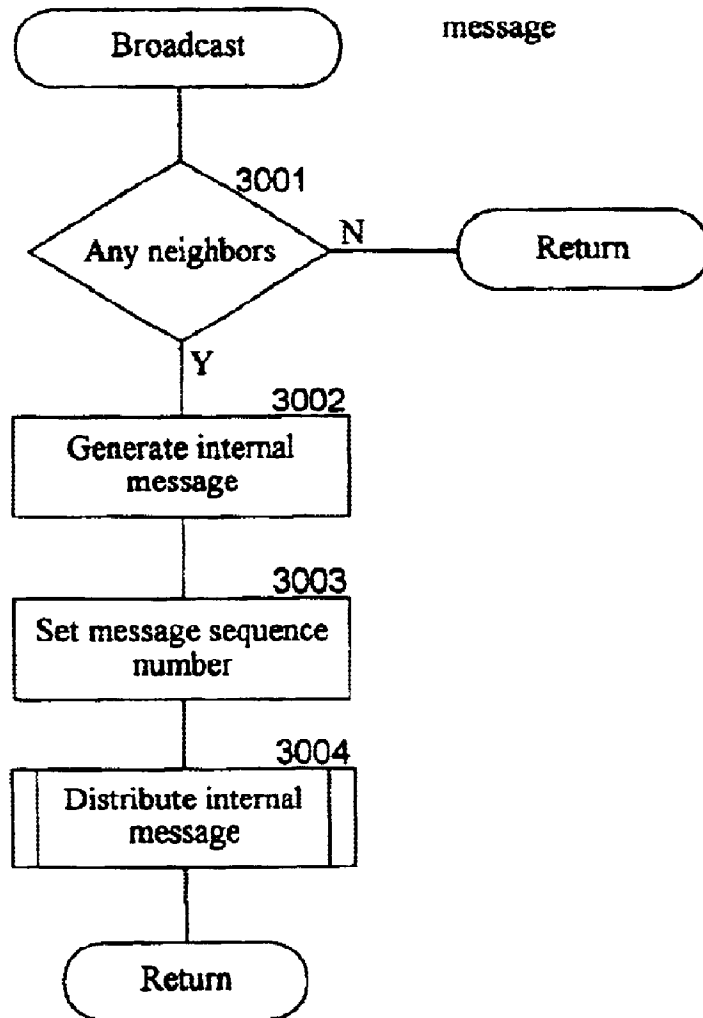 Broadcast
message
3001
Any neighbors
N
Return
Y
3002
Generate internal
message
3003
Set message sequence
number
3004
Distribute internal
message
Return